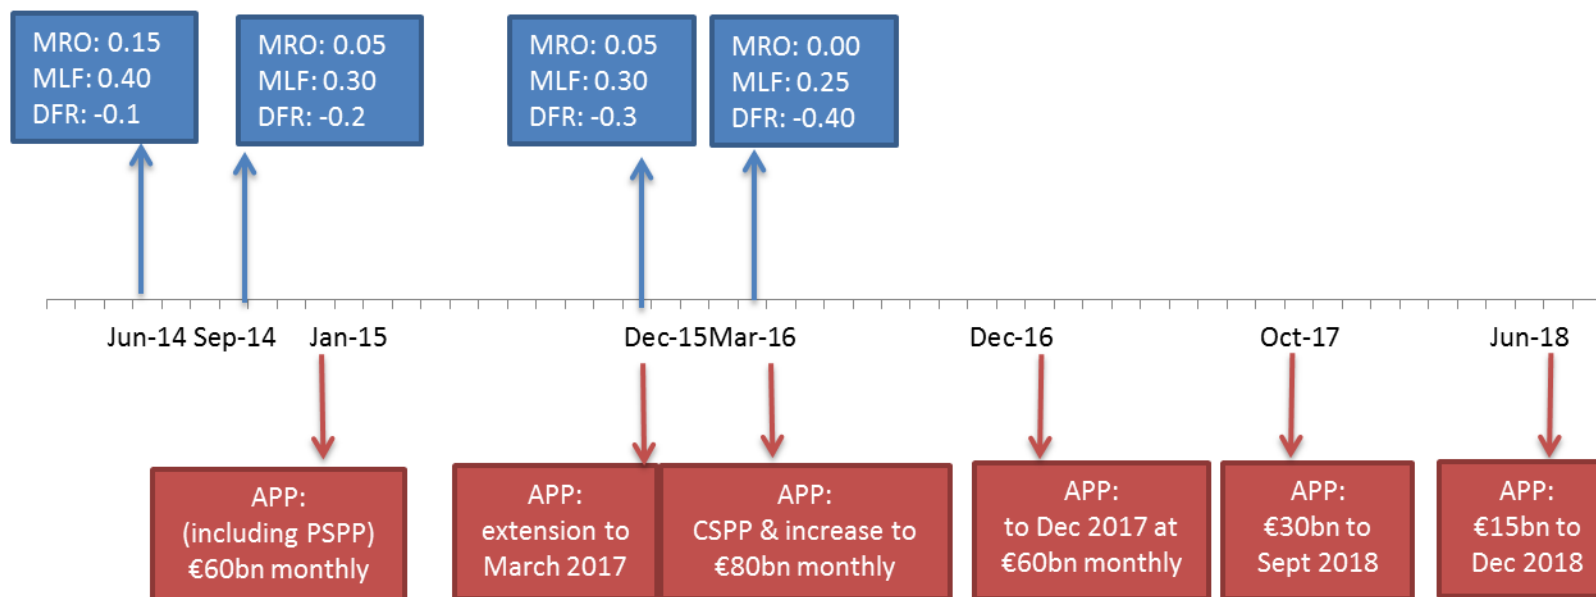 MRO: 0.15
MLF: 0.40
DFR: -0.1
MRO: 0.05
MLF: 0.30
DFR: -0.2
MRO: 0.05
MLF: 0.30
DFR: -0.3
MRO: 0.00
MLF: 0.25
DFR: -0.40
Jun-14 Sep-14 Jan-15 Dec-15 Mar-16 Dec-16 Oct-17 Jun-18
APP:
(including PSPP)
€60bn monthly
APP:
extension to
March 2017
APP:
CSPP & increase to
€80bn monthly
APP:
to Dec 2017 at
€60bn monthly
APP:
€30bn to
Sept 2018
APP:
€15bn to
Dec 2018